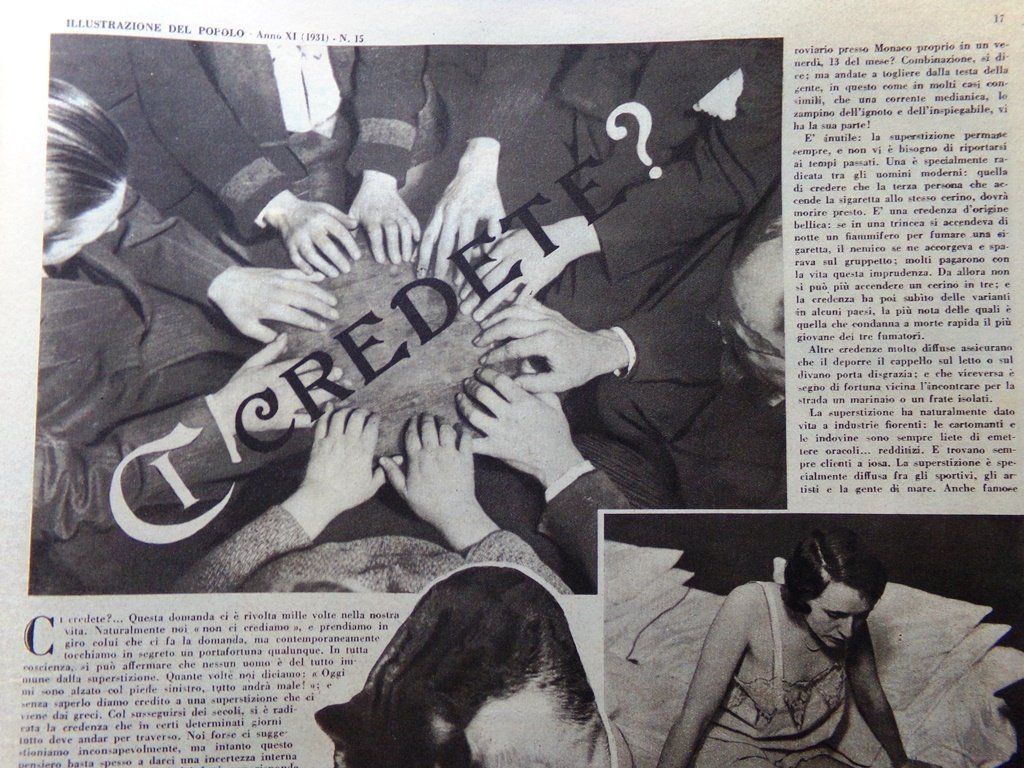 ILLUSTRAZIONE DEL POPOLO - Anno XI (1931) - N. 15
17
CI CREDETE?
Ci credete?... Questa domanda ci è rivolta mille volte nella nostra
vita. Naturalmente noi « non ci crediamo », e prendiamo in
giro colui che ci fa la domanda, ma contemporaneamente
tocchiamo in segreto un portafortuna qualunque. In tutta
coscienza, si può affermare che nessun uomo è del tutto im-
mune dalla superstizione. Quante volte noi diciamo: « Oggi
mi sono alzato col piede sinistro, tutto andrà male! »; e
senza saperlo diamo credito a una superstizione che ci
viene dai greci. Col susseguirsi dei secoli, si è radi-
cata la credenza che in certi determinati giorni
tutto deve andar per traverso. Noi forse ci sugge-
stioniamo inconsapevolmente, ma intanto questo
pensiero basta spesso a darci una incertezza interna
roviario presso Monaco proprio in un ve-
nerdì, 13 del mese? Combinazione, si di-
ce; ma andate a togliere dalla testa della
gente, in questo come in molti casi con-
simili, che una corrente medianica, lo
zampino dell'ignoto e dell'inspiegabile, vi
ha la sua parte!
E' inutile: la superstizione permane
sempre, e non vi è bisogno di riportarsi
ai tempi passati. Una è specialmente ra-
dicata tra gli uomini moderni: quella
di credere che la terza persona che ac-
cende la sigaretta allo stesso cerino, dovrà
morire presto. E' una credenza d'origine
bellica: se in una trincea si accendeva di
notte un fiammifero per fumare una si-
garetta, il nemico se ne accorgeva e spa-
rava sul gruppetto; molti pagarono con
la vita questa imprudenza. Da allora non
si può più accendere un cerino in tre; e
la credenza ha poi subìto delle varianti
in alcuni paesi, la più nota delle quali è
quella che condanna a morte rapida il più
giovane dei tre fumatori.
Altre credenze molto diffuse assicurano
che il deporre il cappello sul letto o sul
divano porta disgrazia; e che viceversa è
segno di fortuna vicina l'incontrare per la
strada un marinaio o un frate isolati.
La superstizione ha naturalmente dato
vita a industrie fiorenti: le cartomanti e
le indovine sono sempre liete di emet-
tere oracoli... redditizi. E trovano sem-
pre clienti a iosa. La superstizione è spe-
cialmente diffusa fra gli sportivi, gli ar-
tisti e la gente di mare. Anche famose